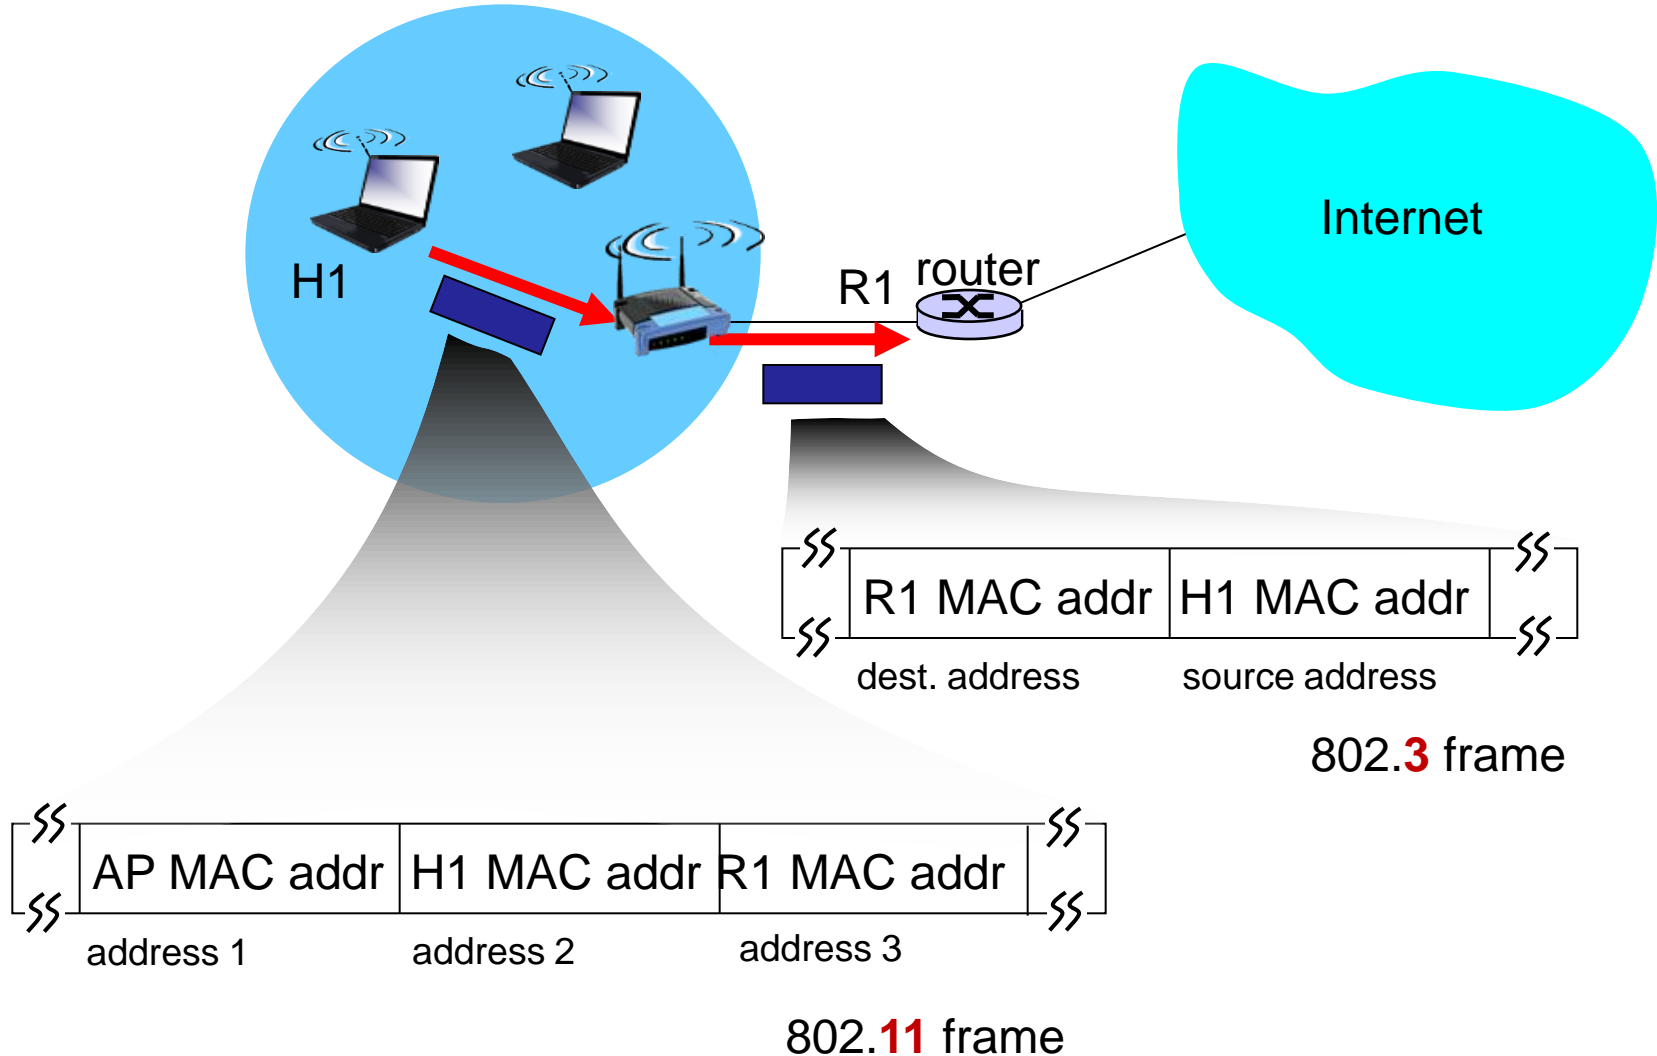 Internet
router
R1
H1
R1 MAC addr H1 MAC addr
dest. address source address
802.3 frame
AP MAC addr H1 MAC addr R1 MAC addr
address 1 address 2 address 3
802.11 frame